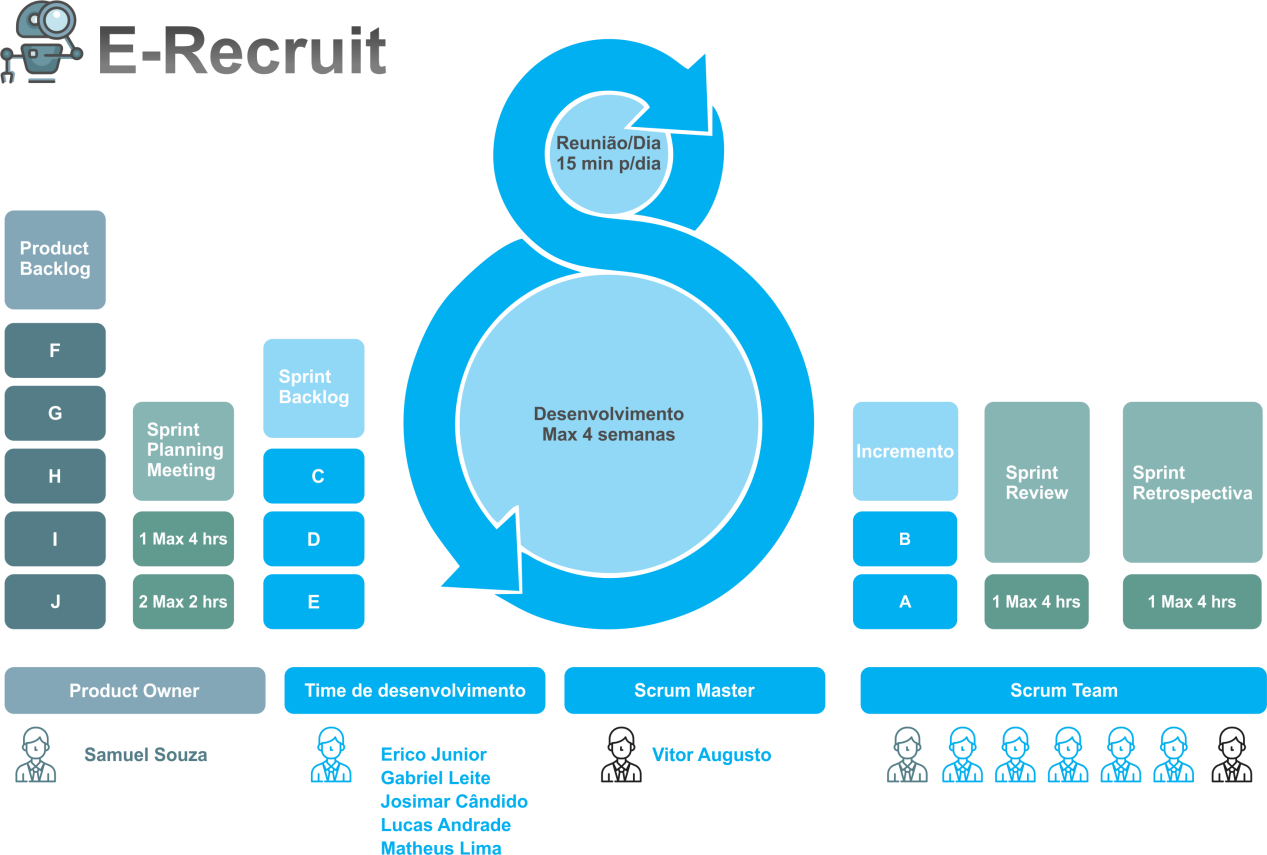 E-Recruit
Reunião/Dia
15 min p/dia
Product
Backlog
F
G
H
I
J
Sprint
Planning
Meeting
1 Max 4 hrs
2 Max 2 hrs
Sprint
Backlog
C
D
E
Desenvolvimento
Max 4 semanas
Incremento
B
A
Sprint
Review
1 Max 4 hrs
Sprint
Retrospectiva
1 Max 4 hrs
Product Owner
Samuel Souza
Time de desenvolvimento
Erico Junior
Gabriel Leite
Josimar Cândido
Lucas Andrade
Matheus Lima
Scrum Master
Vitor Augusto
Scrum Team